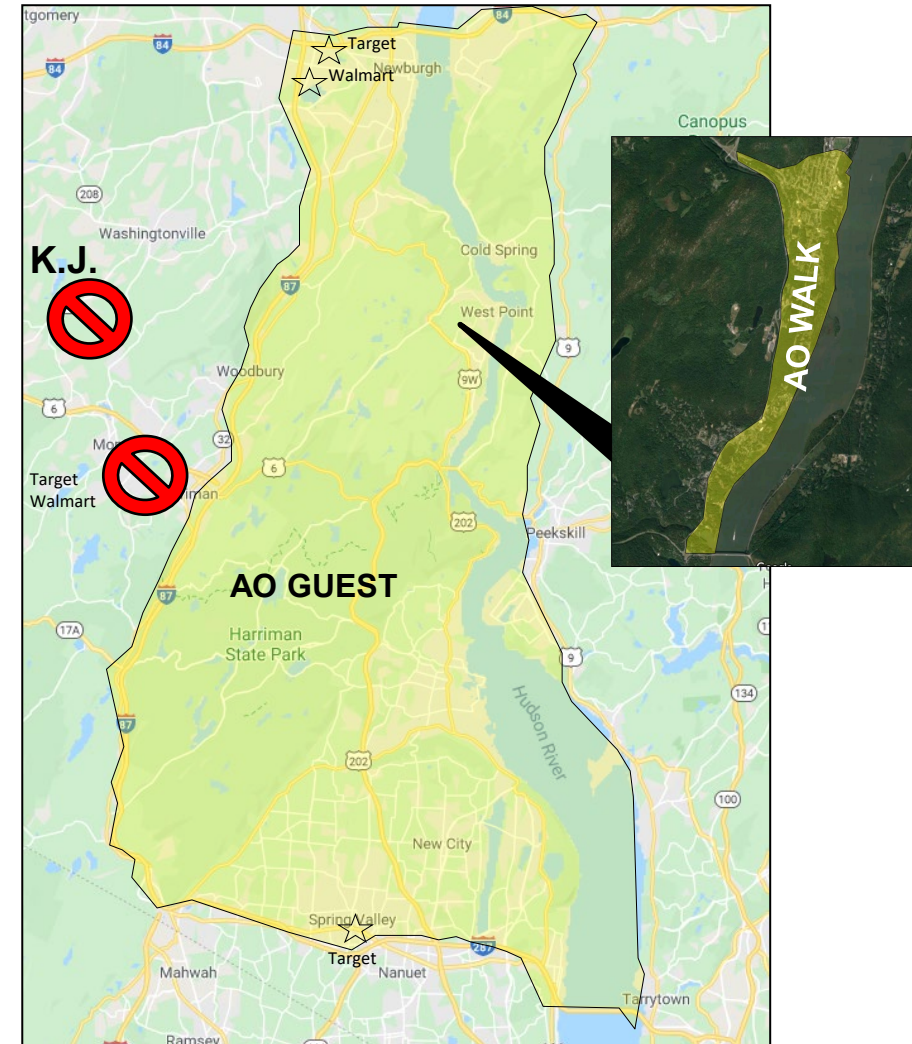 tgomery
84
84
84
Target
Walmart
Newburgh
Canopus
208
Washingtonville
K.J.
87
Cold Spring
West Point
9
AO WALK
Woodbury
9W
6
32
6
Target
Walmart
iman
202
Peekskill
AO GUEST
87
17A
Harriman
State Park
9
Hudson River
134
87
202
100
New City
Spring Valley
Target
287
Mahwah
Nanuet
Tarrytown
Ramsey